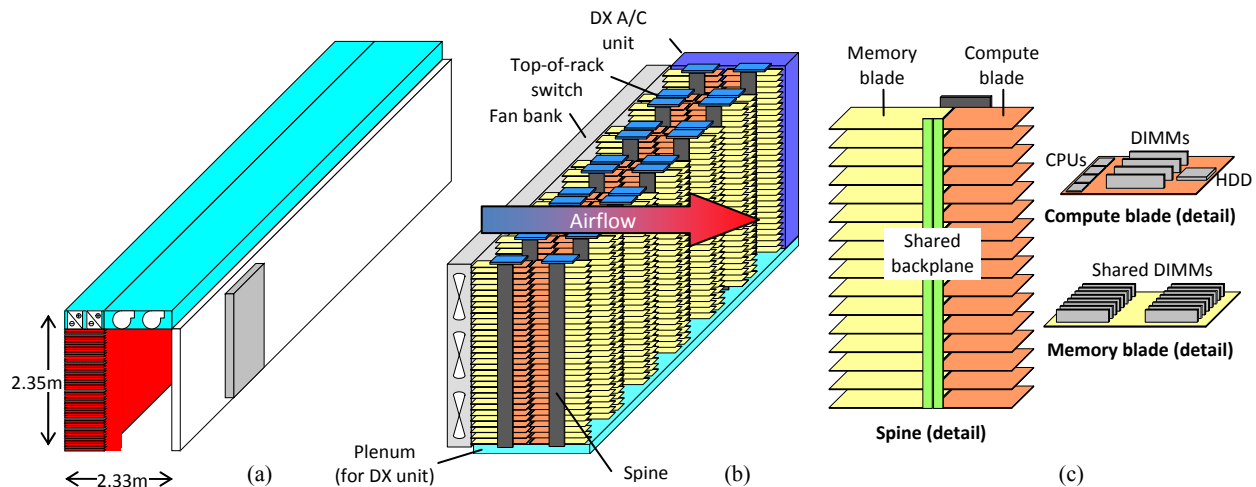 2.35m
2.33m
(a)
DX A/C
unit
Top-of-rack
switch
Fan bank
Airflow
Plenum
(for DX unit)
Spine
(b)
Memory
blade
Compute
blade
Shared
backplane
Spine (detail)
CPUs
DIMMs
HDD
Compute blade (detail)
Shared DIMMs
Memory blade (detail)
(c)